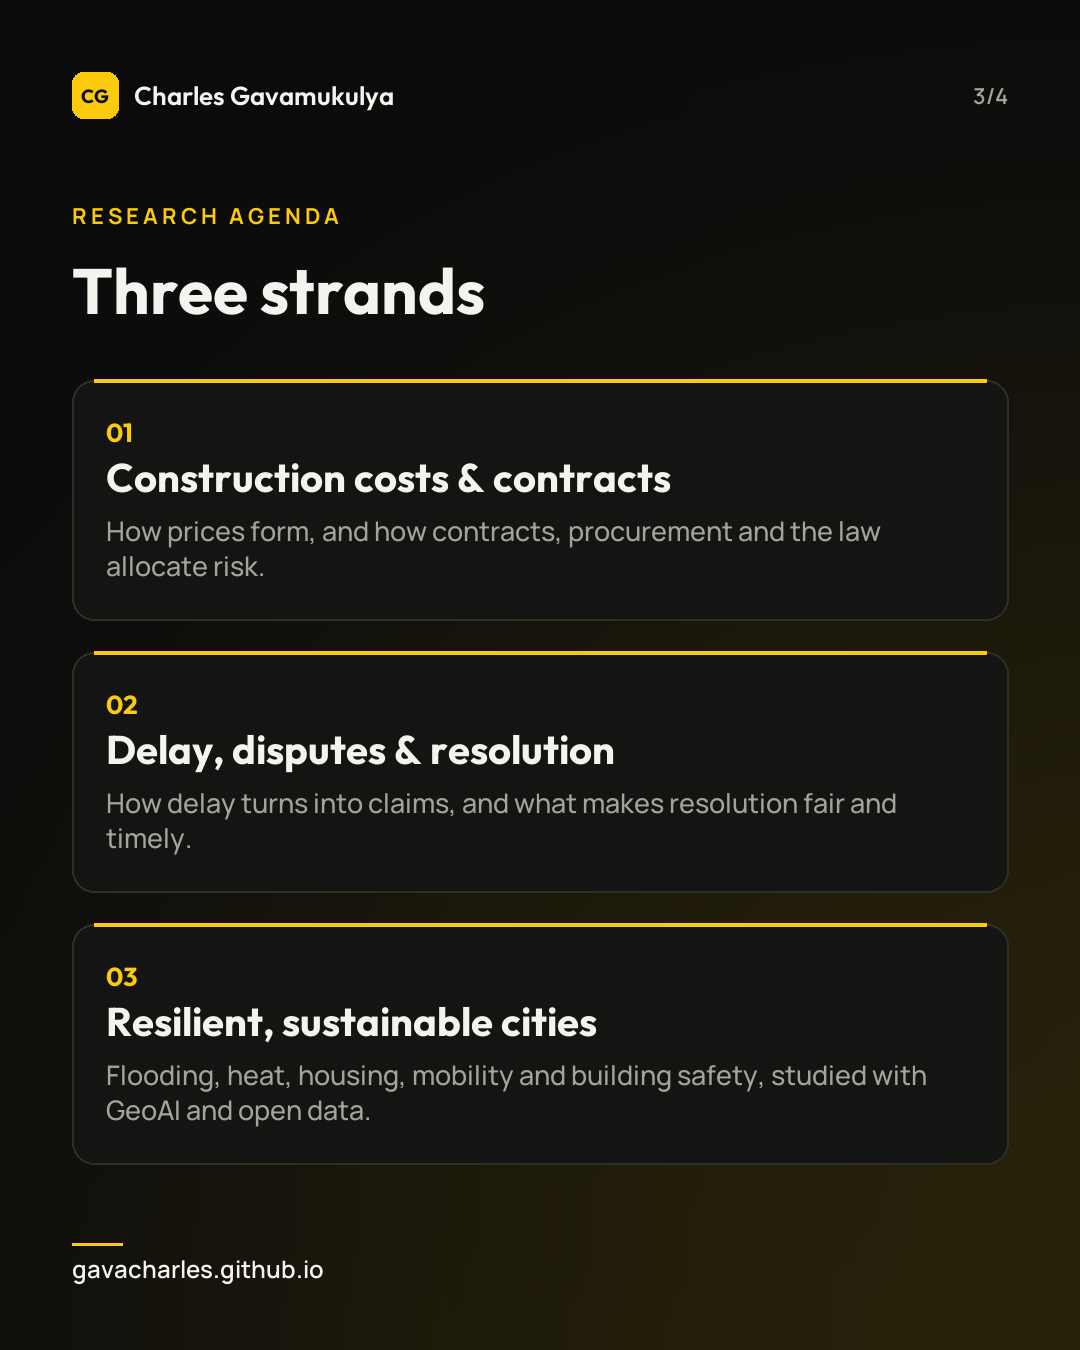 CG
Charles Gavamukulya
3/4
RESEARCH AGENDA
Three strands
01
Construction costs & contracts
How prices form, and how contracts, procurement and the law
allocate risk.
02
Delay, disputes & resolution
How delay turns into claims, and what makes resolution fair and
timely.
03
Resilient, sustainable cities
Flooding, heat, housing, mobility and building safety, studied with
GeoAI and open data.
gavacharles.github.io